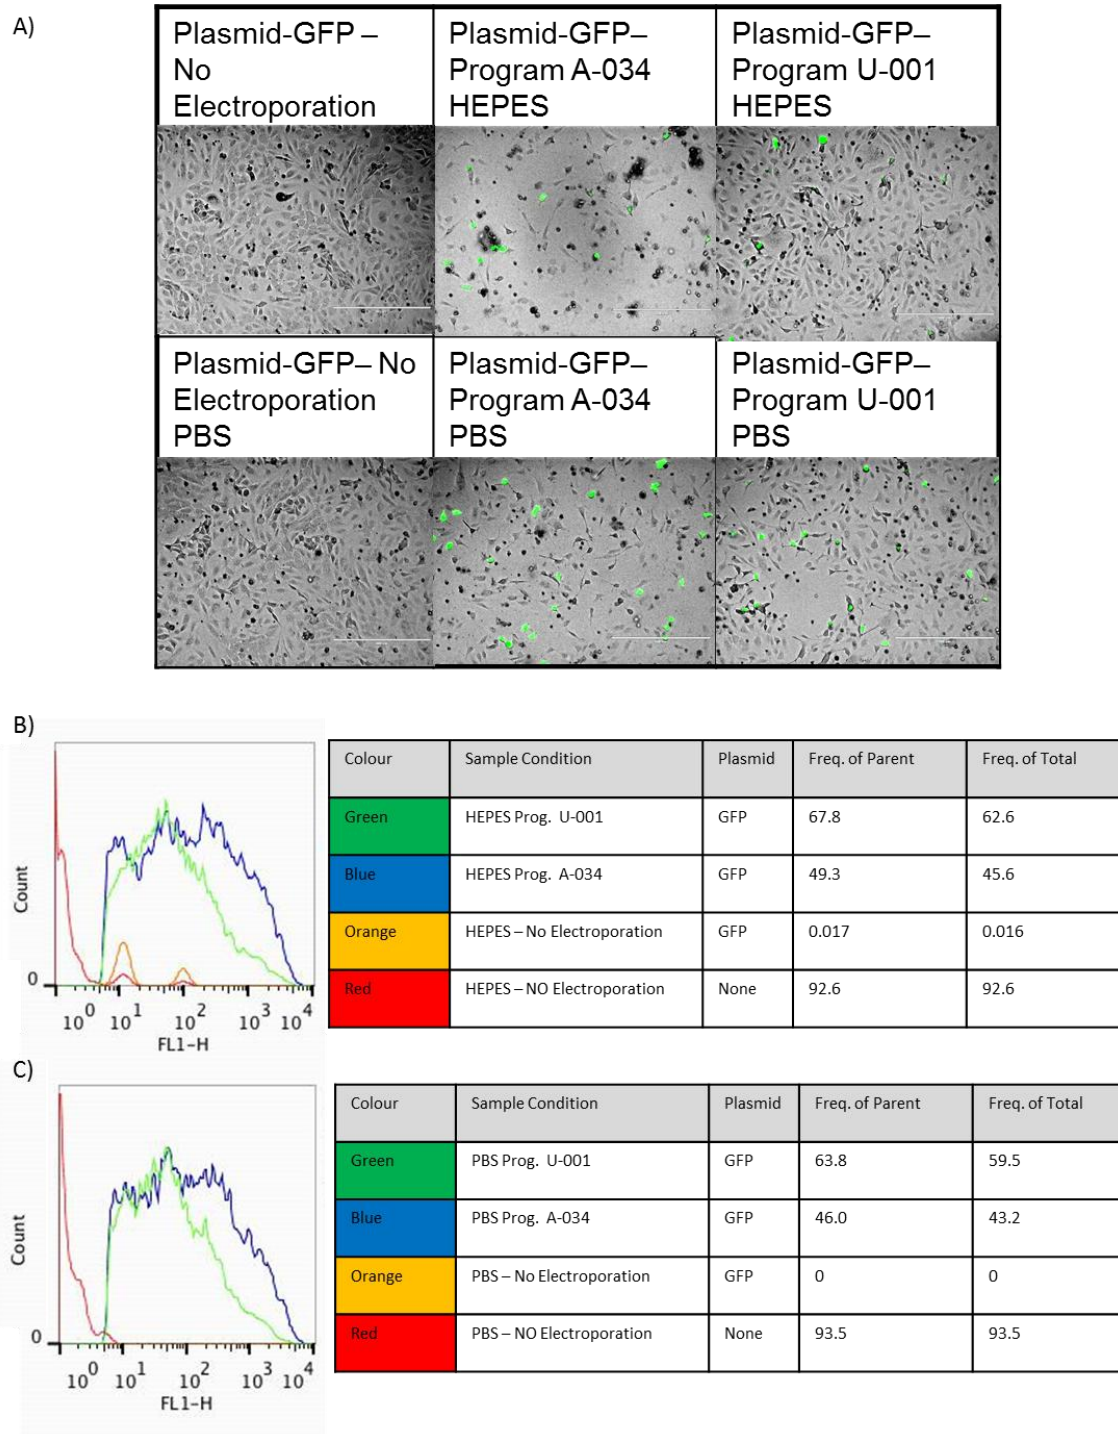 A)
Plasmid-GFP –
No
Electroporation
Plasmid-GFP–
Program A-034
HEPES
Plasmid-GFP–
Program U-001
HEPES
Plasmid-GFP– No
Electroporation
PBS
Plasmid-GFP–
Program A-034
PBS
Plasmid-GFP–
Program U-001
PBS
B)
Count
0
10^0 10^1 10^2 10^3 10^4
FL1-H
Colour Sample Condition Plasmid Freq. of Parent Freq. of Total
Green HEPES Prog. U-001 GFP 67.8 62.6
Blue HEPES Prog. A-034 GFP 49.3 45.6
Orange HEPES – No Electroporation GFP 0.017 0.016
Red HEPES – NO Electroporation None 92.6 92.6
C)
Count
0
10^0 10^1 10^2 10^3 10^4
FL1-H
Colour Sample Condition Plasmid Freq. of Parent Freq. of Total
Green PBS Prog. U-001 GFP 63.8 59.5
Blue PBS Prog. A-034 GFP 46.0 43.2
Orange PBS – No Electroporation GFP 0 0
Red PBS – NO Electroporation None 93.5 93.5